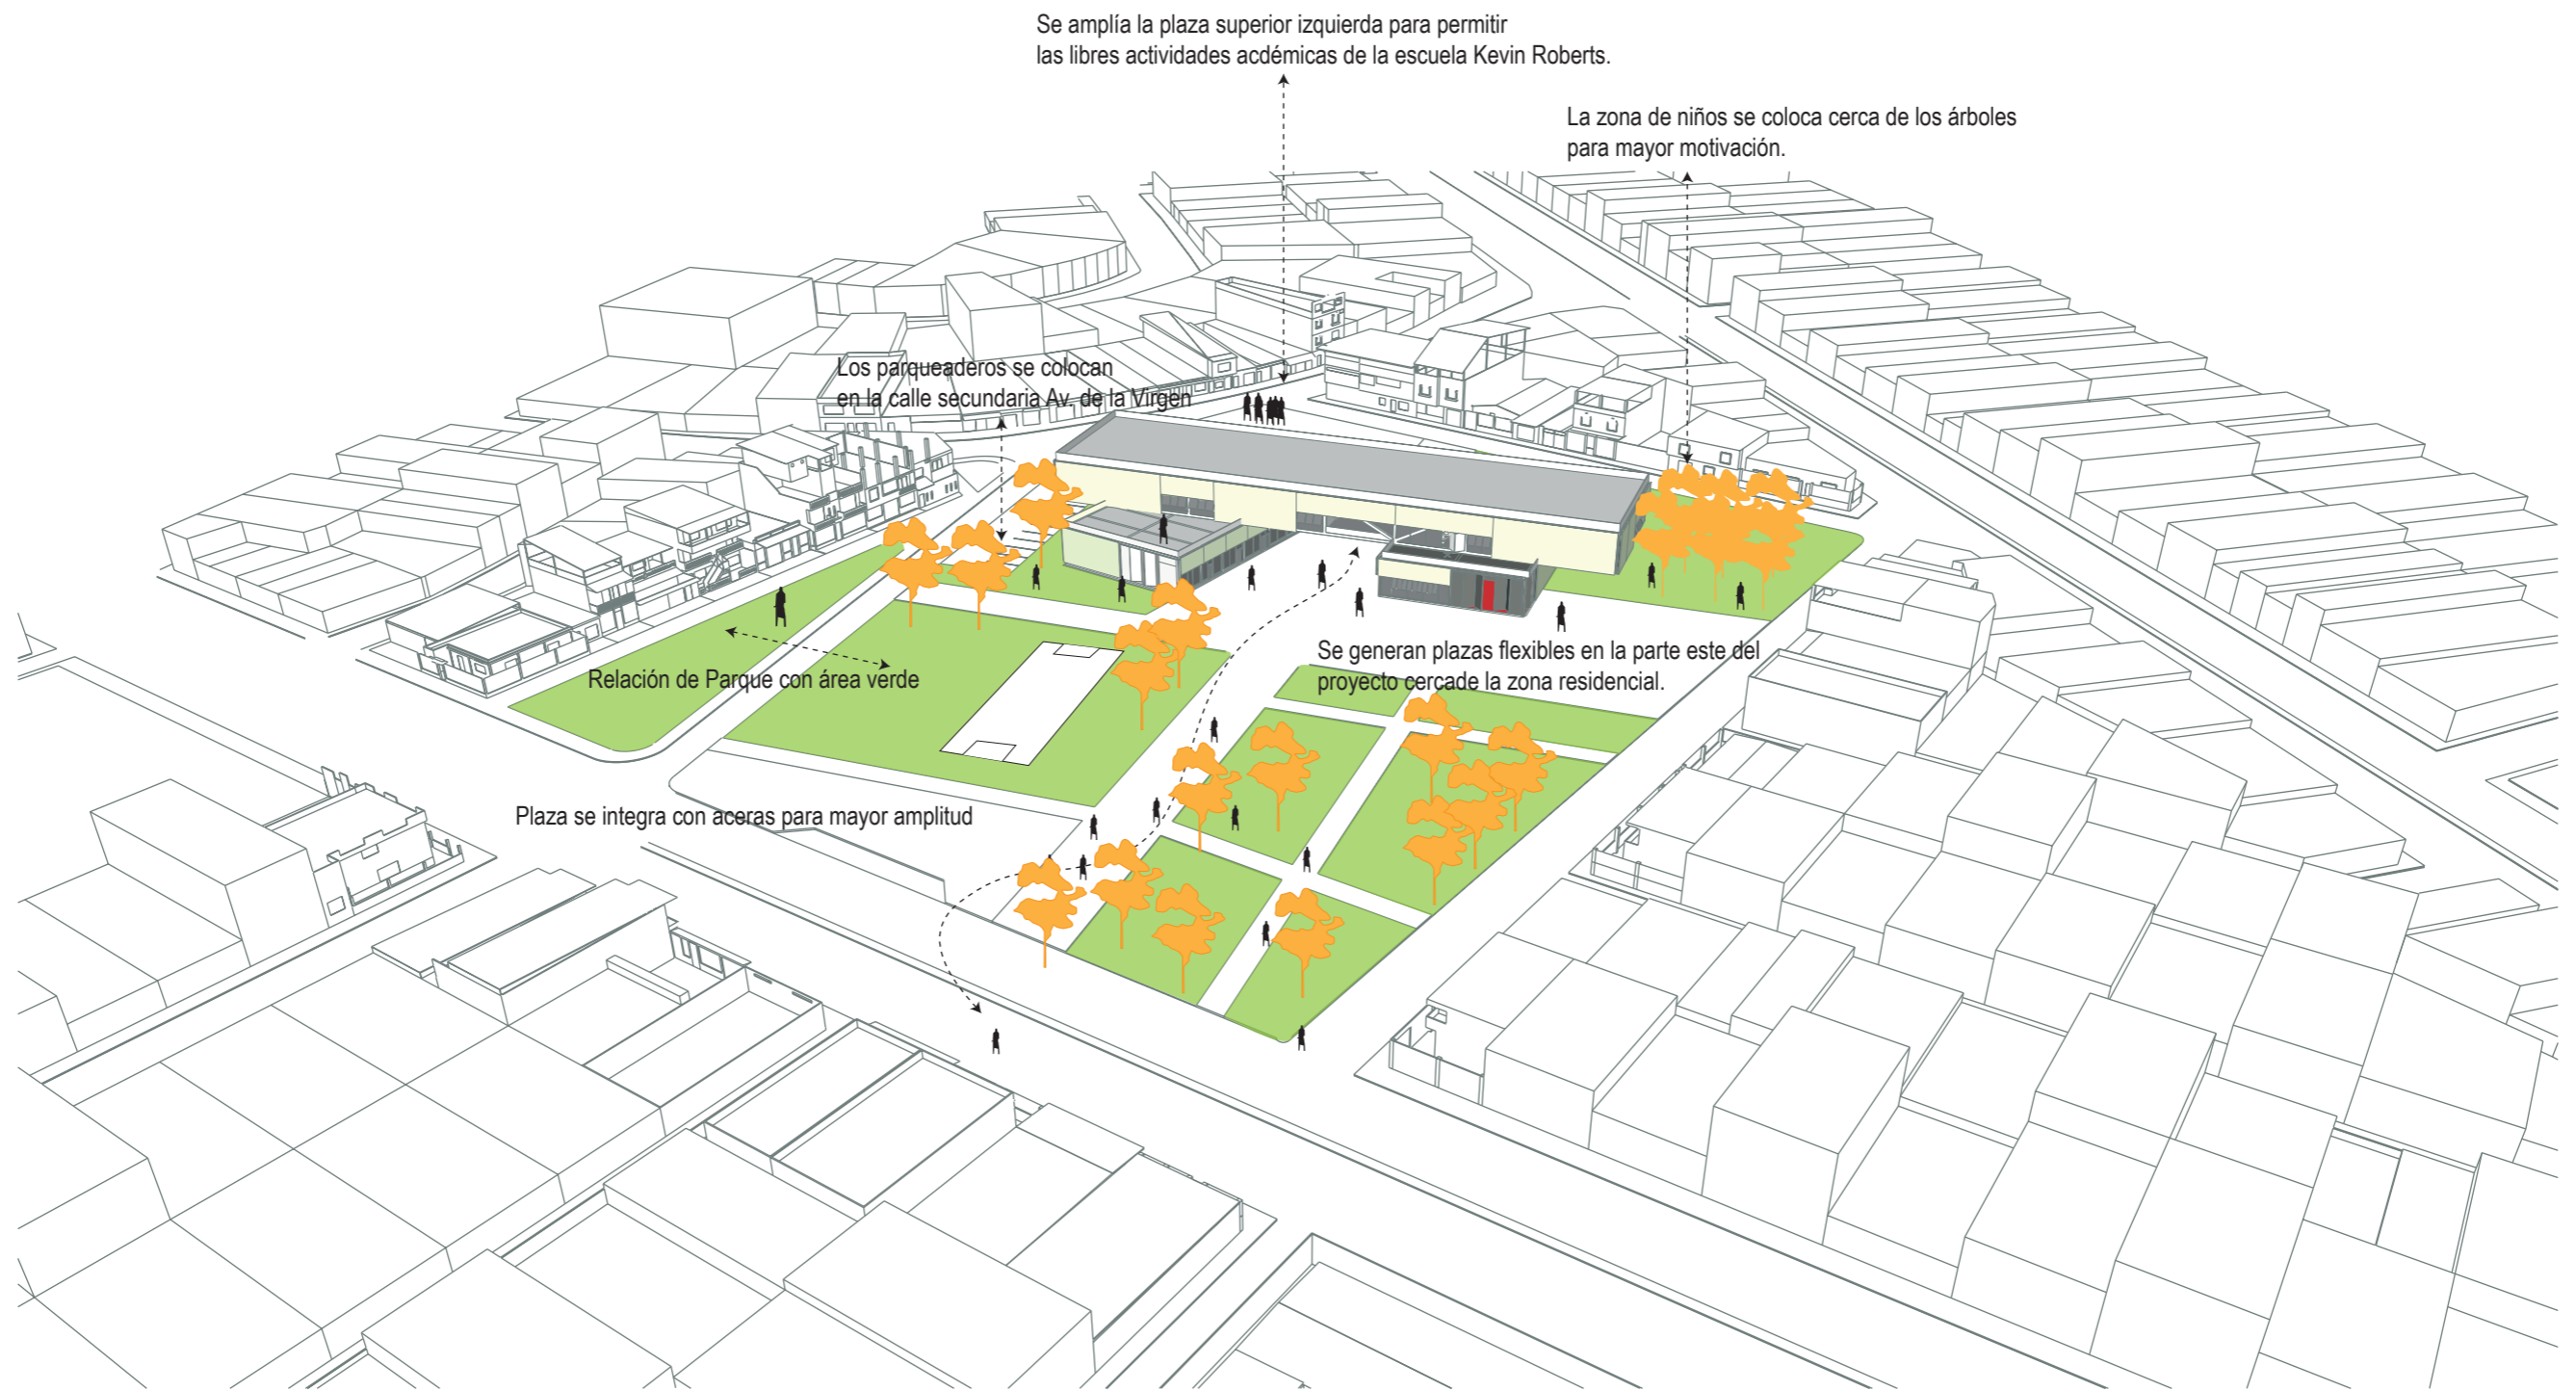 Se amplía la plaza superior izquierda para permitir
las libres actividades acdémicas de la escuela Kevin Roberts.
La zona de niños se coloca cerca de los árboles
para mayor motivación.
Los parqueaderos se colocan
en la calle secundaria Av. de la Virgen
Se generan plazas flexibles en la parte este del
proyecto cercade la zona residencial.
Relación de Parque con área verde
Plaza se integra con aceras para mayor amplitud